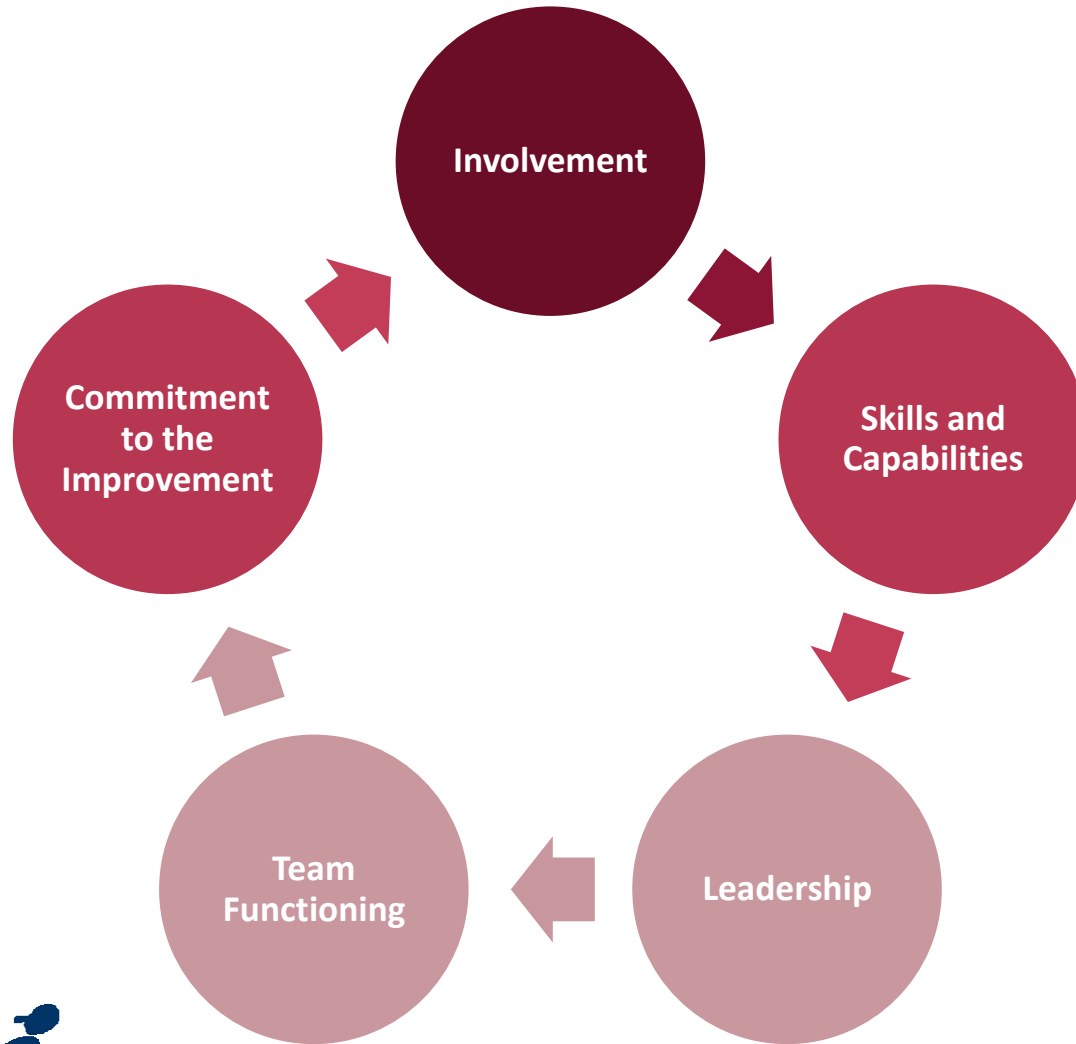 Involvement
Skills and
Capabilities
Leadership
Team
Functioning
Commitment
to the
Improvement